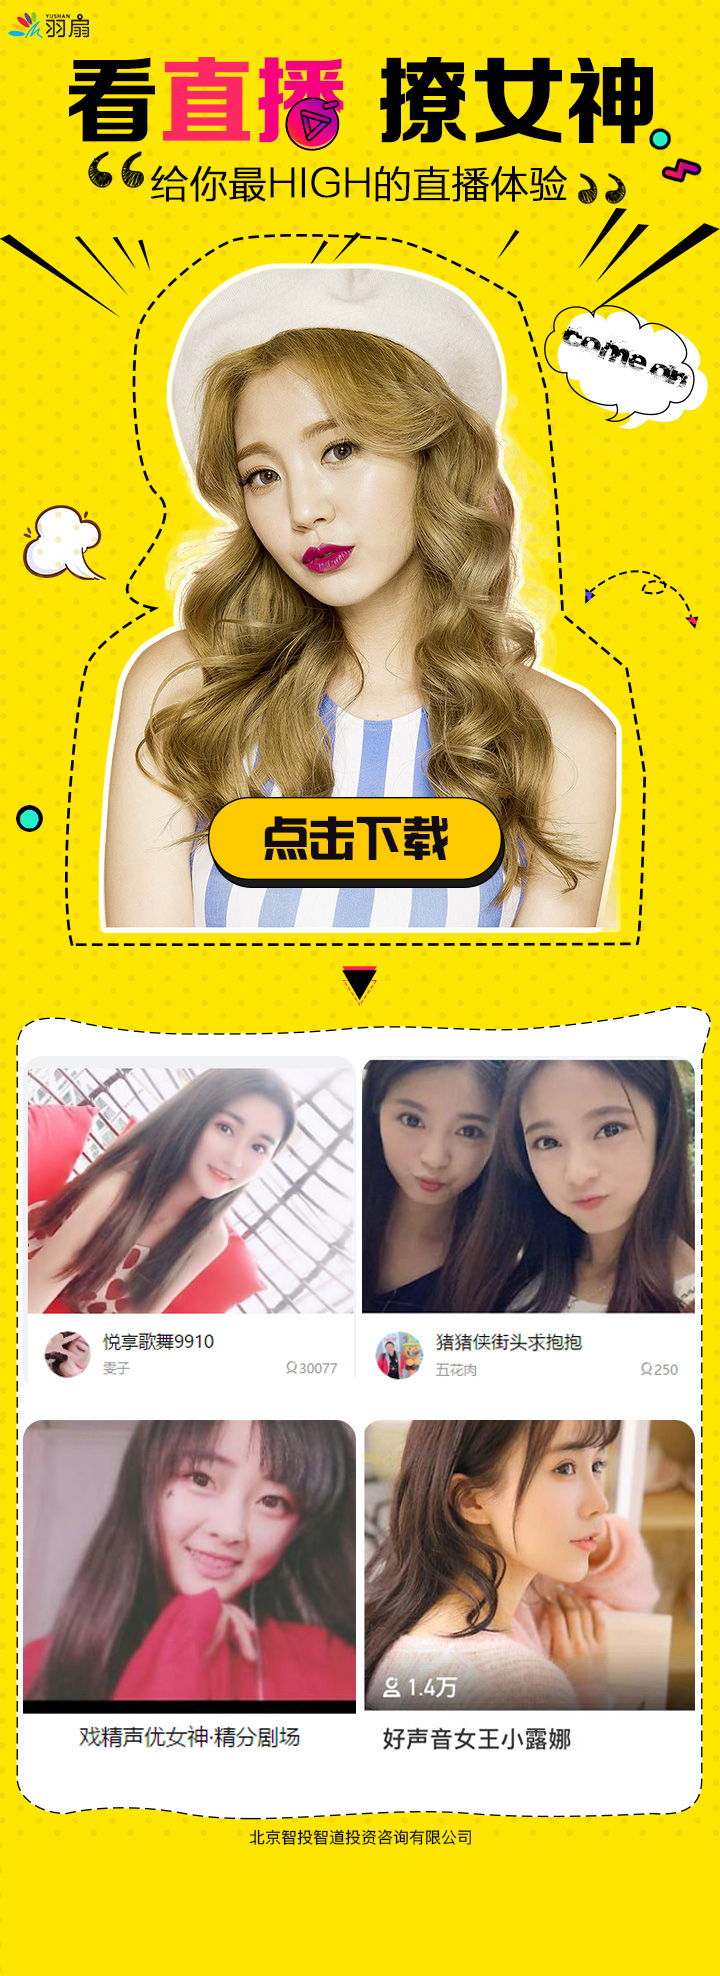 YUSHAN
羽扇
看直播 撩女神
给你最HIGH的直播体验
come on
点击下载
悦享歌舞9910
雯子
30077
猪猪侠街头求抱抱
五花肉
250
1.4万
戏精声优女神·精分剧场
好声音女王小露娜
北京智投智道投资咨询有限公司